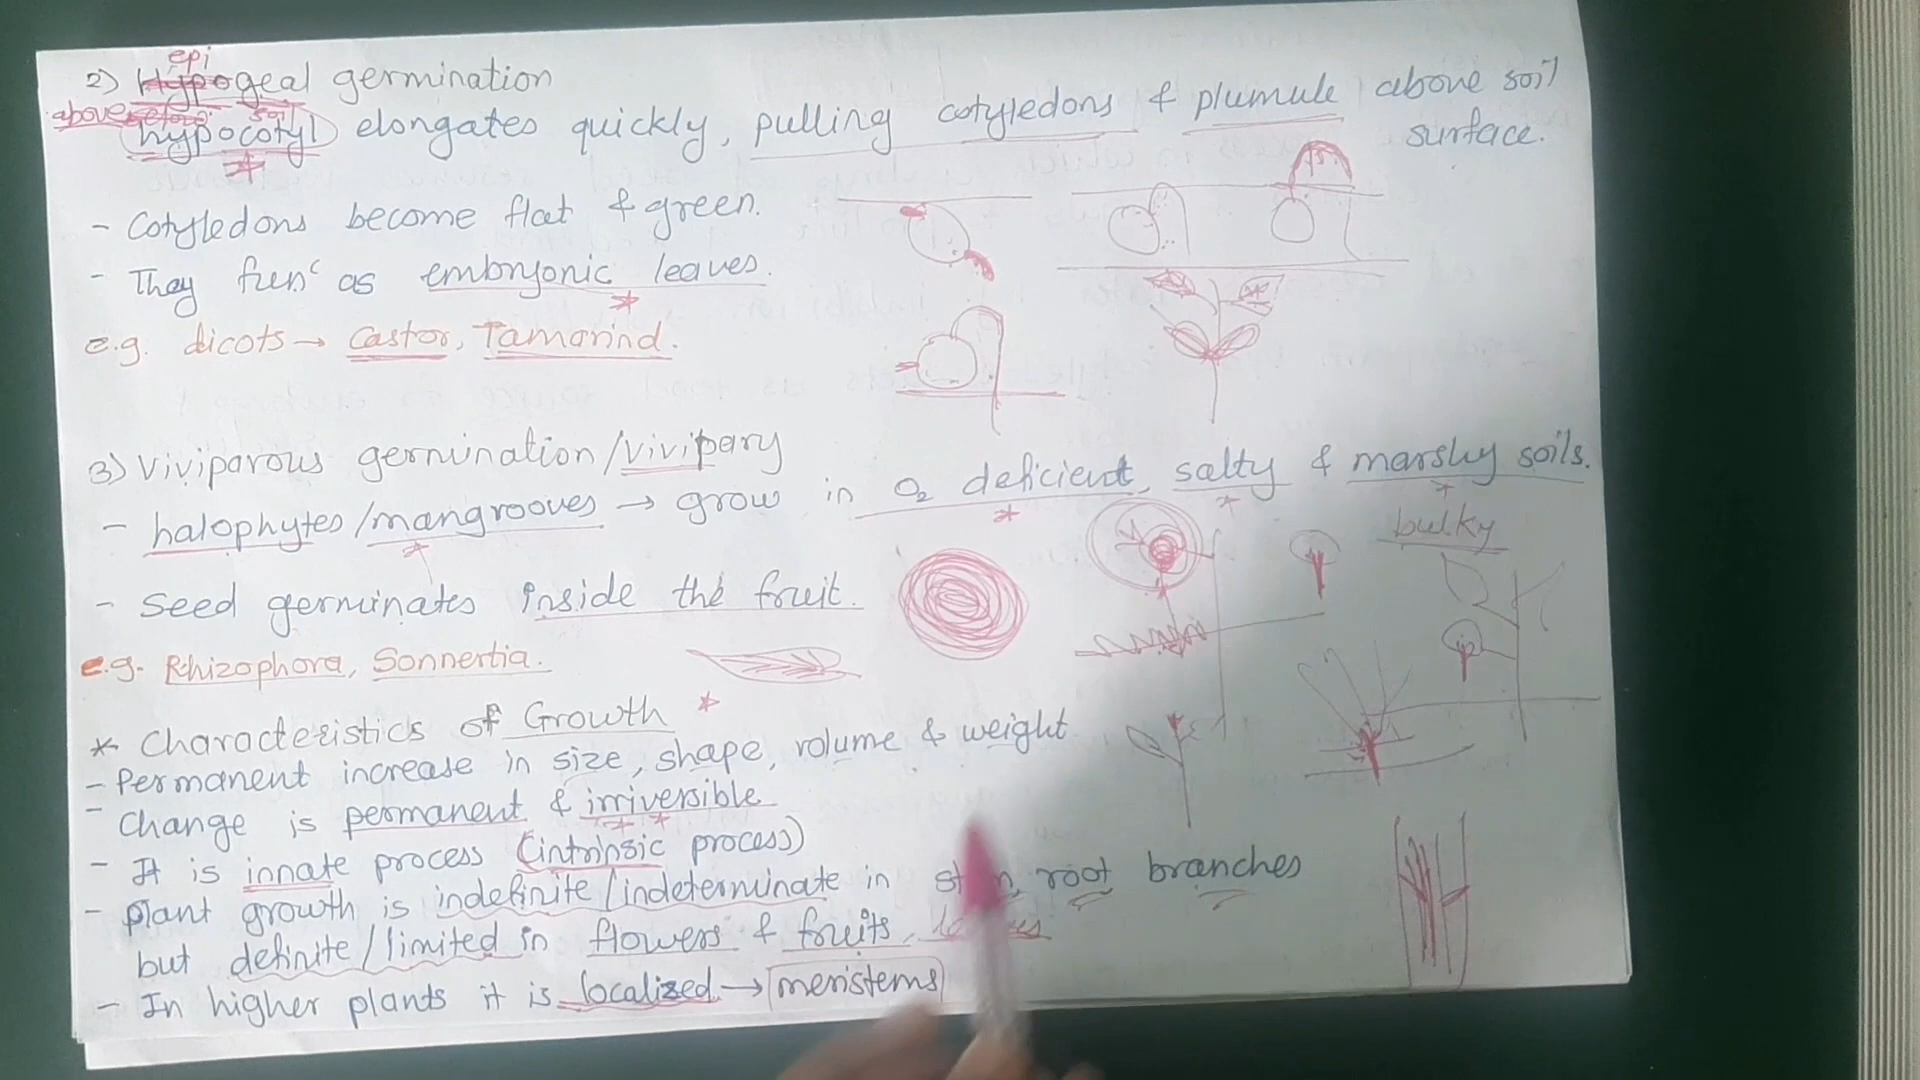 epi
2) Hypogeal germination
above soil
hypocotyl elongates quickly, pulling cotyledons & plumule above soil
surface.
- Cotyledons become flat & green.
- They funᶜ as embryonic leaves.
e.g. dicots → Castor, Tamarind.
3) Viviparous germination/vivipary
- halophytes/mangrooves → grow in O₂ deficient, salty & marshy soils.
bulky
- Seed germinates inside the fruit.
e.g. Rhizophora, Sonnertia.
* Characteristics of Growth *
- Permanent increase in size, shape, volume & weight
- Change is permanent & irriversible
- It is innate process (intrinsic process)
- Plant growth is indefinite/indeterminate in root branches
but definite/limited in flowers & fruits,
- In higher plants it is localized → meristems